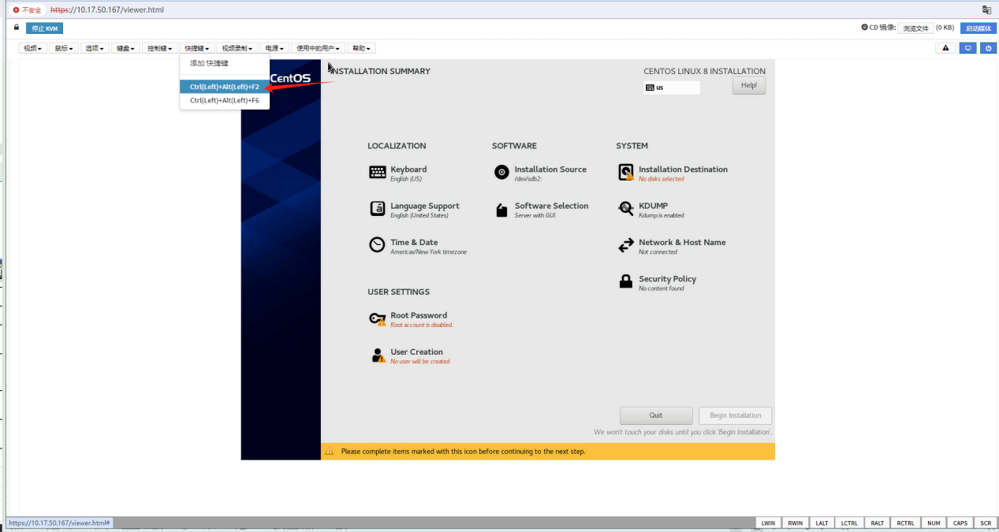 不安全 https://10.17.50.167/viewer.html
停止 KVM CD 镜像: 浏览文件 (0 KB) 启动媒体
视频 鼠标 选项 键盘 控制键 快捷键 视频录制 电源 使用中的用户 帮助
添加 快捷键
Ctrl(Left)+Alt(Left)+F2
Ctrl(Left)+Alt(Left)+F6
CentOS
INSTALLATION SUMMARY
CENTOS LINUX 8 INSTALLATION
us
Help!
LOCALIZATION
Keyboard
English (US)
Language Support
English (United States)
Time & Date
Americas/New York timezone
SOFTWARE
Installation Source
/dev/sdb2:
Software Selection
Server with GUI
SYSTEM
Installation Destination
No disks selected
KDUMP
Kdump is enabled
Network & Host Name
Not connected
Security Policy
No content found
USER SETTINGS
Root Password
Root account is disabled.
User Creation
No user will be created
Quit
Begin Installation
We won't touch your disks until you click 'Begin Installation'.
Please complete items marked with this icon before continuing to the next step.
https://10.17.50.167/viewer.html#
LWIN RWIN LALT LCTRL RALT RCTRL NUM CAPS SCR